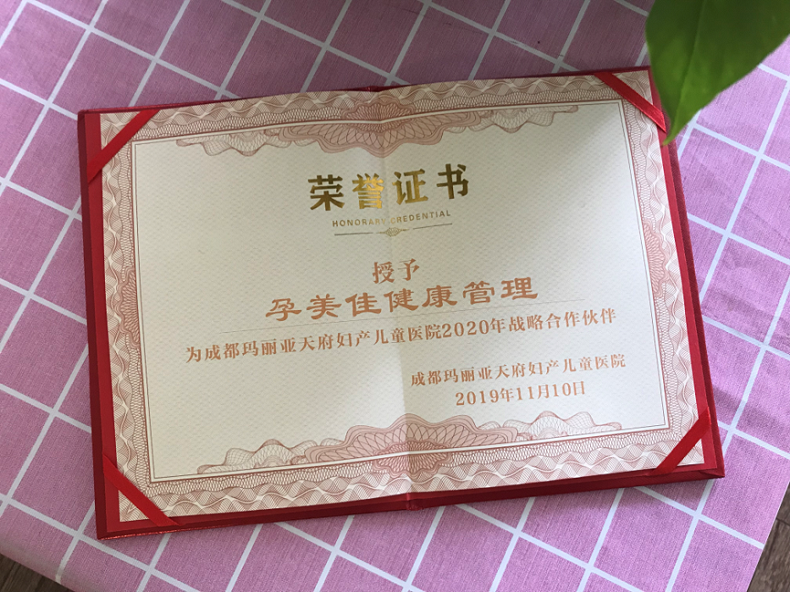 荣誉证书
HONORARY CREDENTIAL
授予
孕美佳健康管理
为成都玛丽亚天府妇产儿童医院2020年战略合作伙伴
成都玛丽亚天府妇产儿童医院
2019年11月10日